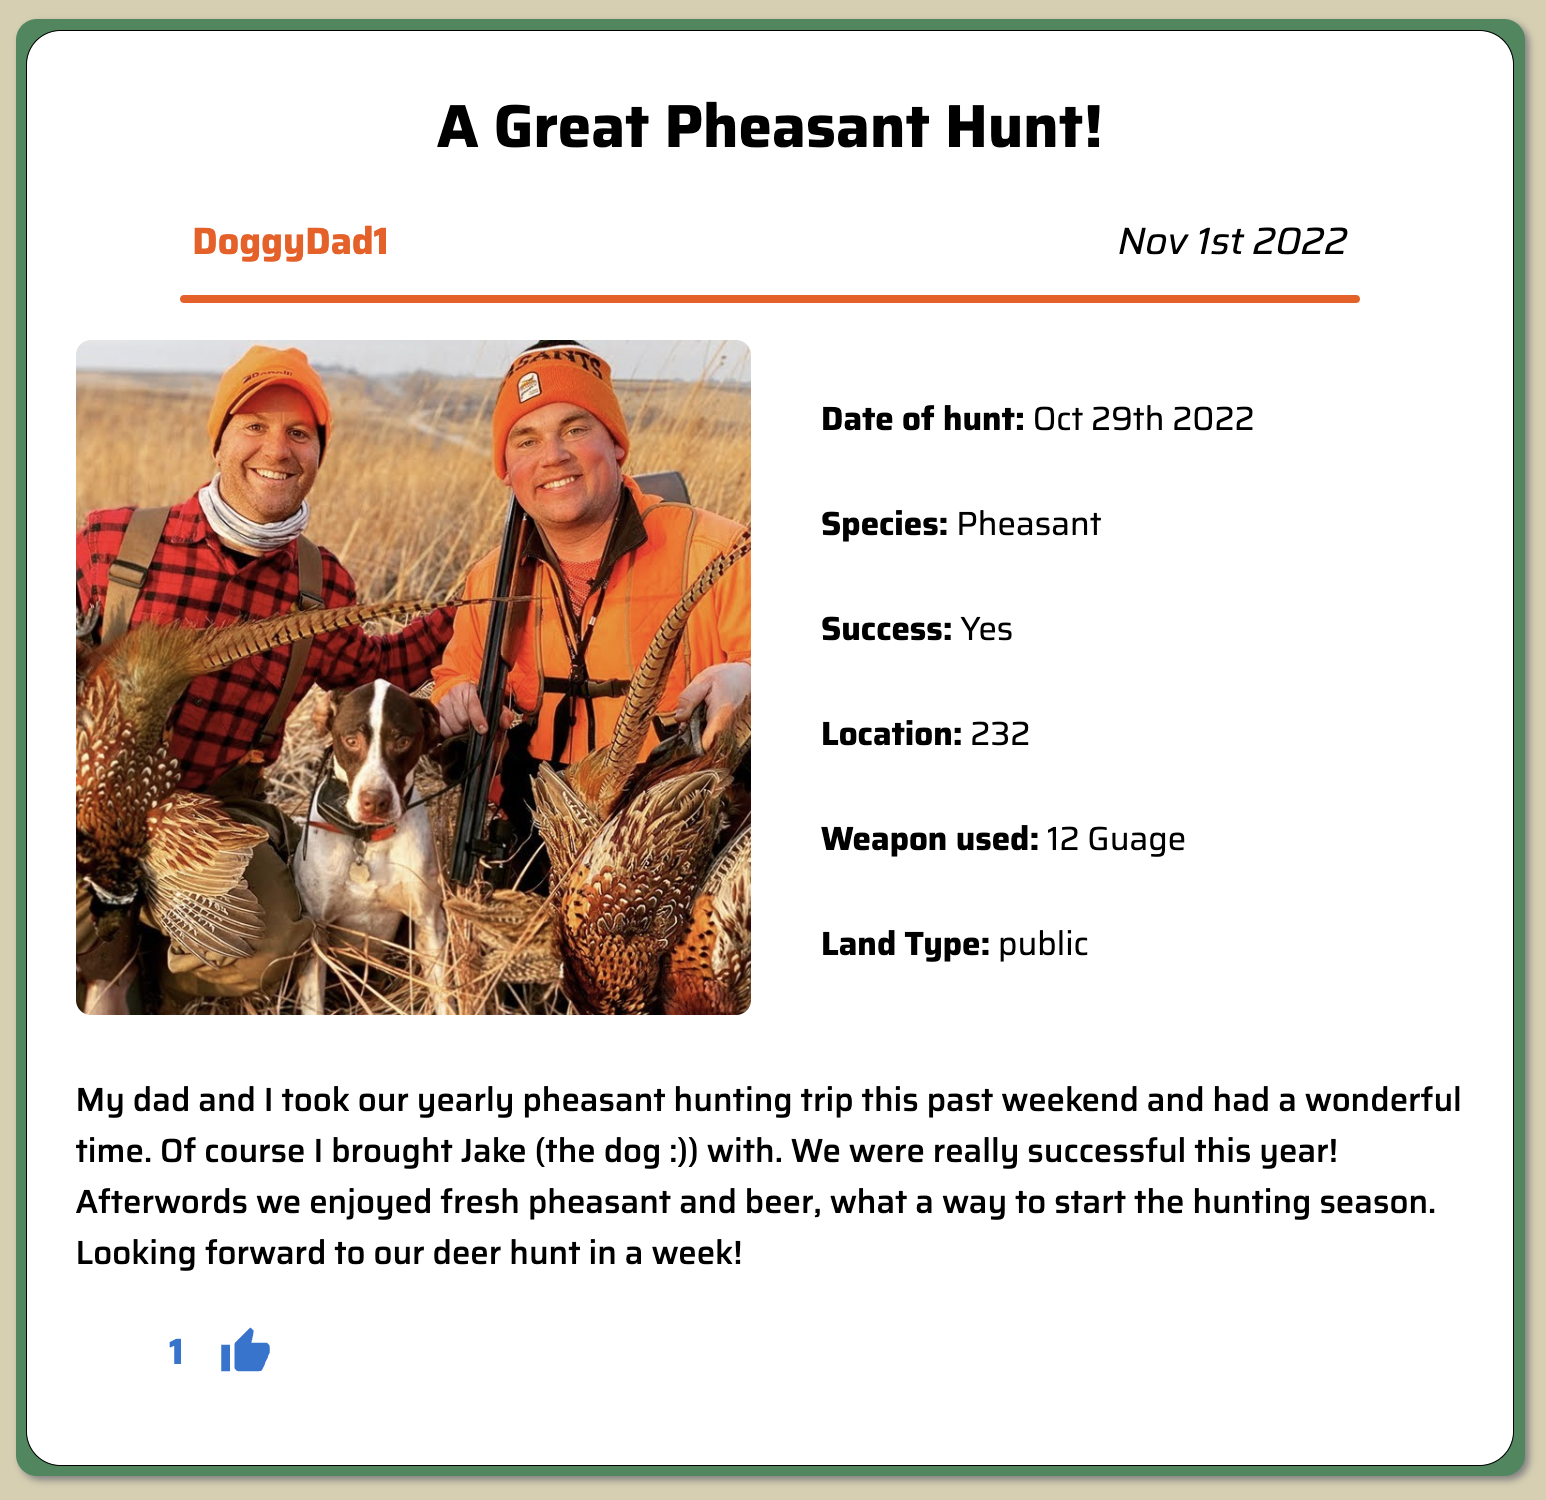 A Great Pheasant Hunt!
DoggyDad1
Nov 1st 2022
SANTS
Date of hunt: Oct 29th 2022
Species: Pheasant
Success: Yes
Location: 232
Weapon used: 12 Guage
Land Type: public
My dad and I took our yearly pheasant hunting trip this past weekend and had a wonderful
time. Of course I brought Jake (the dog :)) with. We were really successful this year!
Afterwords we enjoyed fresh pheasant and beer, what a way to start the hunting season.
Looking forward to our deer hunt in a week!
1